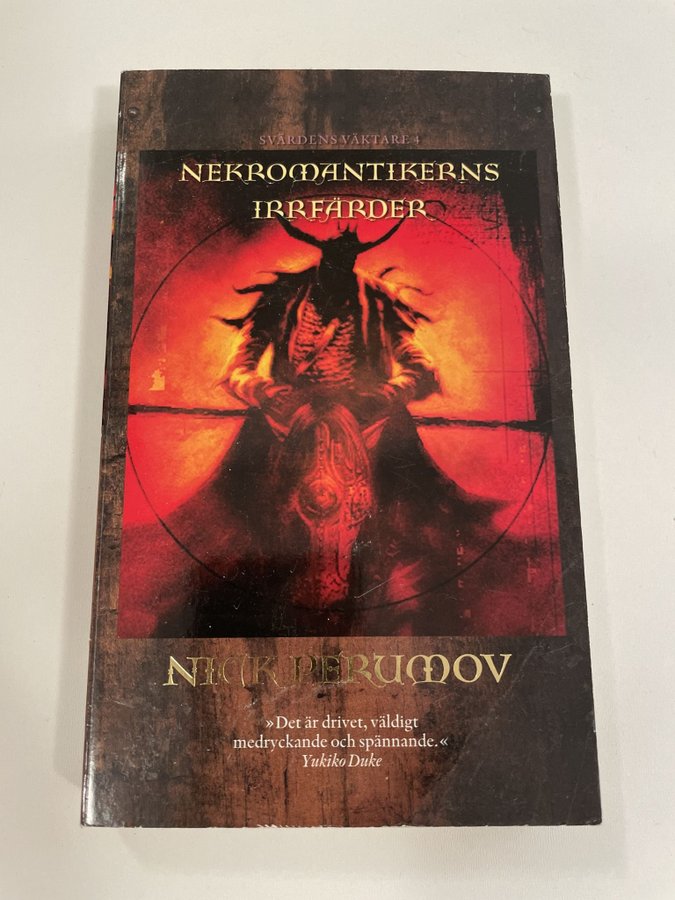 SVÄRDENS VÄKTARE 4
NEKROMANTIKERNS
IRRFÄRDER
NICK PERUMOV
»Det är drivet, väldigt
medryckande och spännande.«
Yukiko Duke